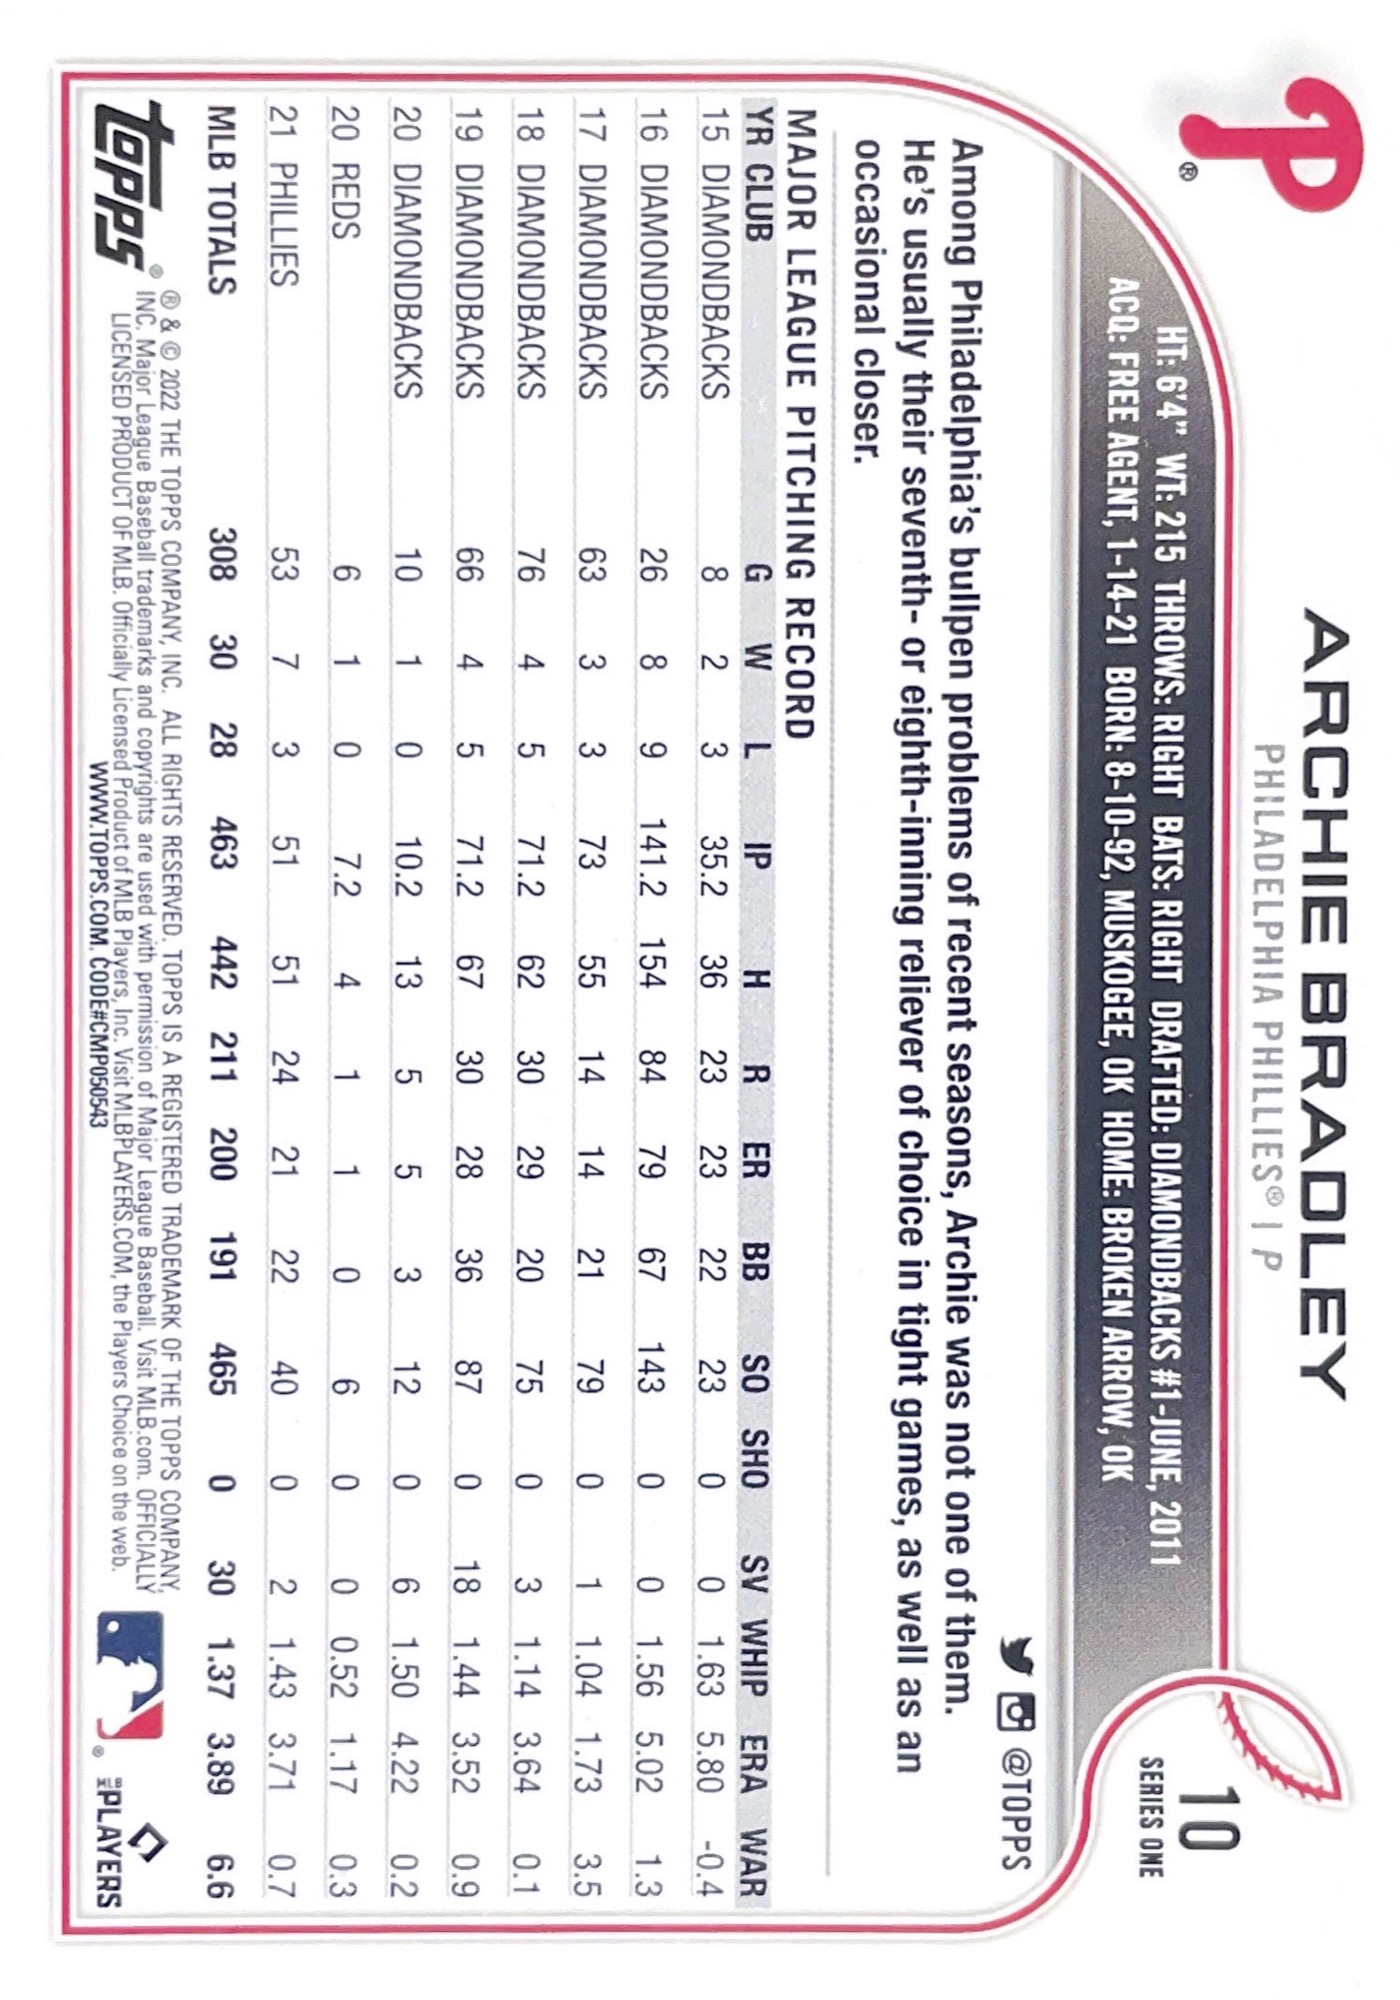 P®
ARCHIE BRADLEY
PHILADELPHIA PHILLIES® | P
10
SERIES ONE
HT: 6'4" WT: 215 THROWS: RIGHT BATS: RIGHT DRAFTED: DIAMONDBACKS #1-JUNE, 2011
ACQ: FREE AGENT, 1-14-21 BORN: 8-10-92, MUSKOGEE, OK HOME: BROKEN ARROW, OK
@TOPPS
Among Philadelphia's bullpen problems of recent seasons, Archie was not one of them.
He's usually their seventh- or eighth-inning reliever of choice in tight games, as well as an
occasional closer.
MAJOR LEAGUE PITCHING RECORD
YR CLUB G W L IP H R ER BB SO SHO SV WHIP ERA WAR
15 DIAMONDBACKS 8 2 3 35.2 36 23 23 22 23 0 0 1.63 5.80 -0.4
16 DIAMONDBACKS 26 8 9 141.2 154 84 79 67 143 0 0 1.56 5.02 1.3
17 DIAMONDBACKS 63 3 3 73 55 14 14 21 79 0 1 1.04 1.73 3.5
18 DIAMONDBACKS 76 4 5 71.2 62 30 29 20 75 0 3 1.14 3.64 0.1
19 DIAMONDBACKS 66 4 5 71.2 67 30 28 36 87 0 18 1.44 3.52 0.9
20 DIAMONDBACKS 10 1 0 10.2 13 5 5 3 12 0 6 1.50 4.22 0.2
20 REDS 6 1 0 7.2 4 1 1 0 6 0 0 0.52 1.17 0.3
21 PHILLIES 53 7 3 51 51 24 21 22 40 0 2 1.43 3.71 0.7
MLB TOTALS 308 30 28 463 442 211 200 191 465 0 30 1.37 3.89 6.6
topps®
® & © 2022 THE TOPPS COMPANY, INC. ALL RIGHTS RESERVED. TOPPS IS A REGISTERED TRADEMARK OF THE TOPPS COMPANY,
INC. Major League Baseball trademarks and copyrights are used with permission of Major League Baseball. Visit MLB.com. OFFICIALLY
LICENSED PRODUCT OF MLB. Officially Licensed Product of MLB Players, Inc. Visit MLBPLAYERS.COM, the Players Choice on the web.
WWW.TOPPS.COM. CODE#CMP050543
®
MLB PLAYERS